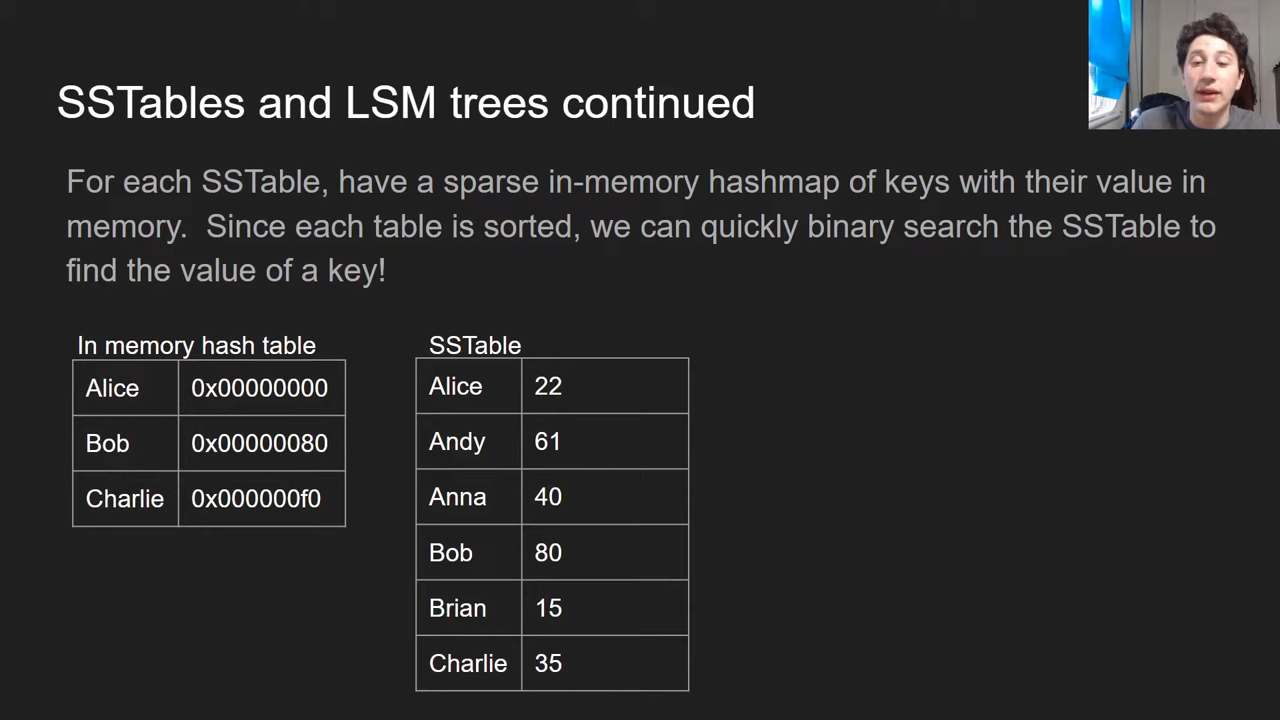 SSTables and LSM trees continued
For each SSTable, have a sparse in-memory hashmap of keys with their value in
memory.  Since each table is sorted, we can quickly binary search the SSTable to
find the value of a key!
In memory hash table
Alice 0x00000000
Bob 0x00000080
Charlie 0x000000f0
SSTable
Alice 22
Andy 61
Anna 40
Bob 80
Brian 15
Charlie 35